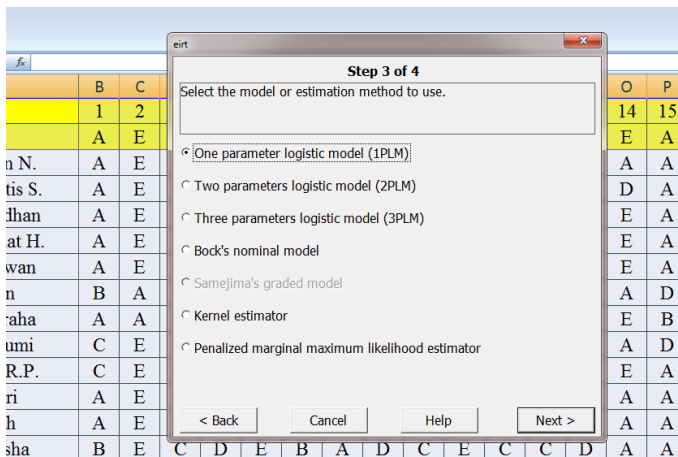 eirt
Step 3 of 4
Select the model or estimation method to use.
One parameter logistic model (1PLM)
Two parameters logistic model (2PLM)
Three parameters logistic model (3PLM)
Bock's nominal model
Samejima's graded model
Kernel estimator
Penalized marginal maximum likelihood estimator
< Back Cancel Help Next >
fx
B C O P
1 2 14 15
A E E A
n N. A E A A
tis S. A E D A
dhan A E E A
at H. A E E A
wan A E E A
n B A A D
raha A A E B
umi C E A D
R.P. C E E A
ri A E A A
h A E A A
sha B E C D E B A D C E C C D A A